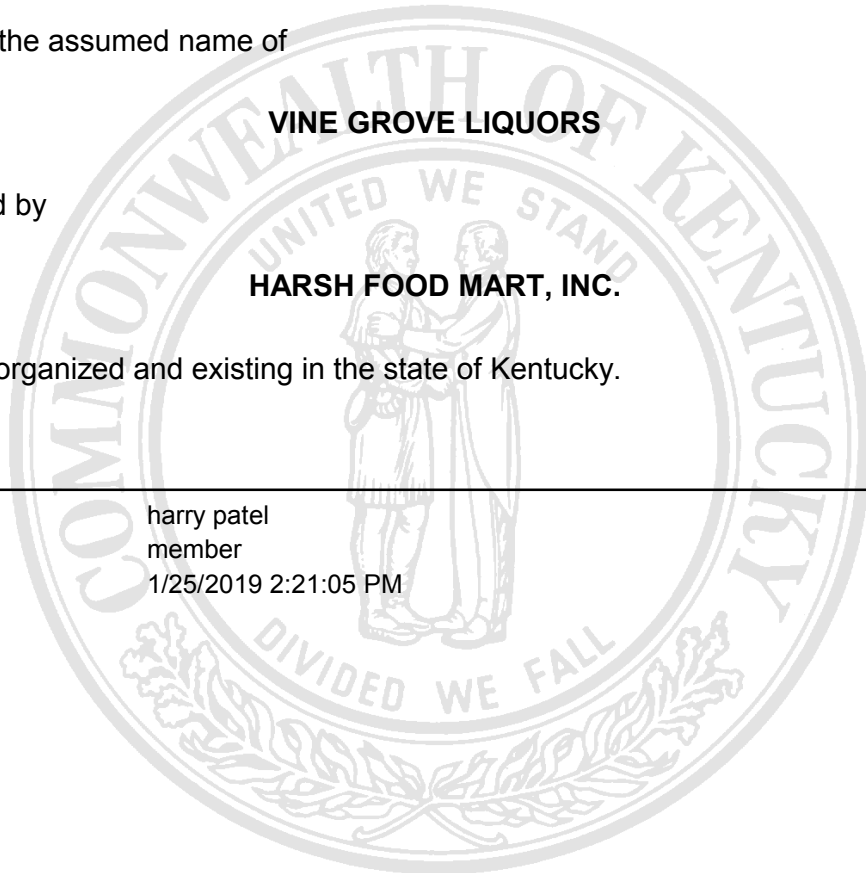 the assumed name of
VINE GROVE LIQUORS
d by
HARSH FOOD MART, INC.
organized and existing in the state of Kentucky.
harry patel
member
1/25/2019 2:21:05 PM
COMMONWEALTH OF KENTUCKY
UNITED WE STAND
DIVIDED WE FALL